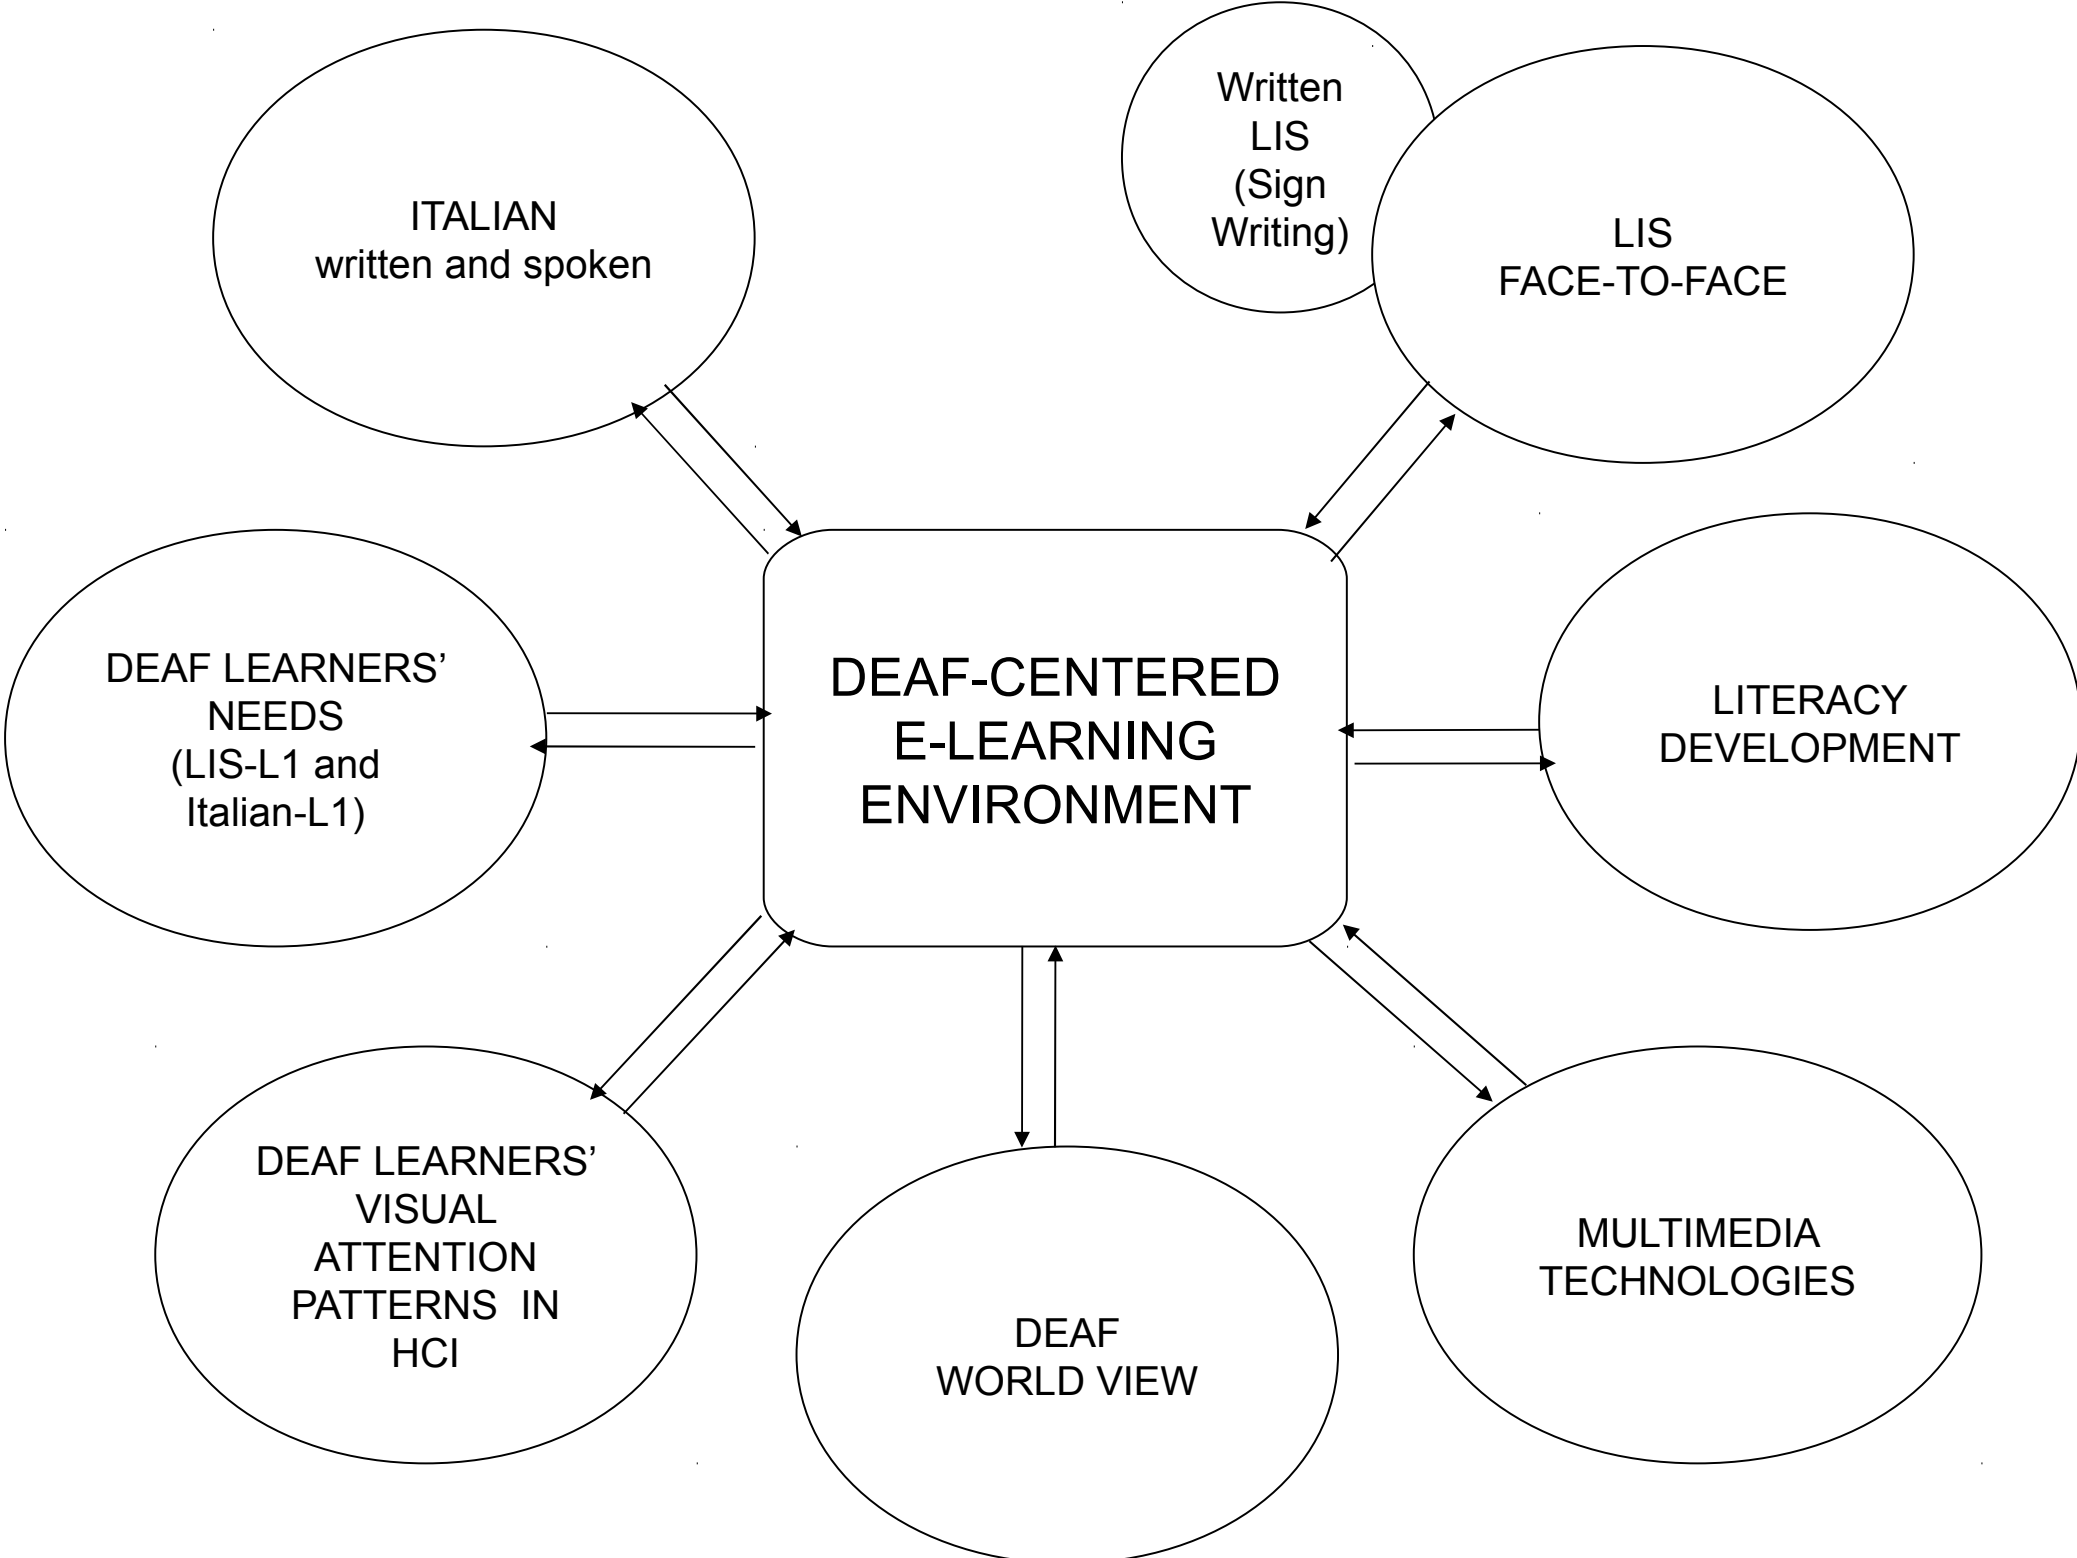 ITALIAN
written and spoken
Written
LIS
(Sign
Writing)
LIS
FACE-TO-FACE
DEAF LEARNERS’
NEEDS
(LIS-L1 and
Italian-L1)
DEAF-CENTERED
E-LEARNING
ENVIRONMENT
LITERACY
DEVELOPMENT
DEAF LEARNERS’
VISUAL
ATTENTION
PATTERNS  IN
HCI
DEAF
WORLD VIEW
MULTIMEDIA
TECHNOLOGIES